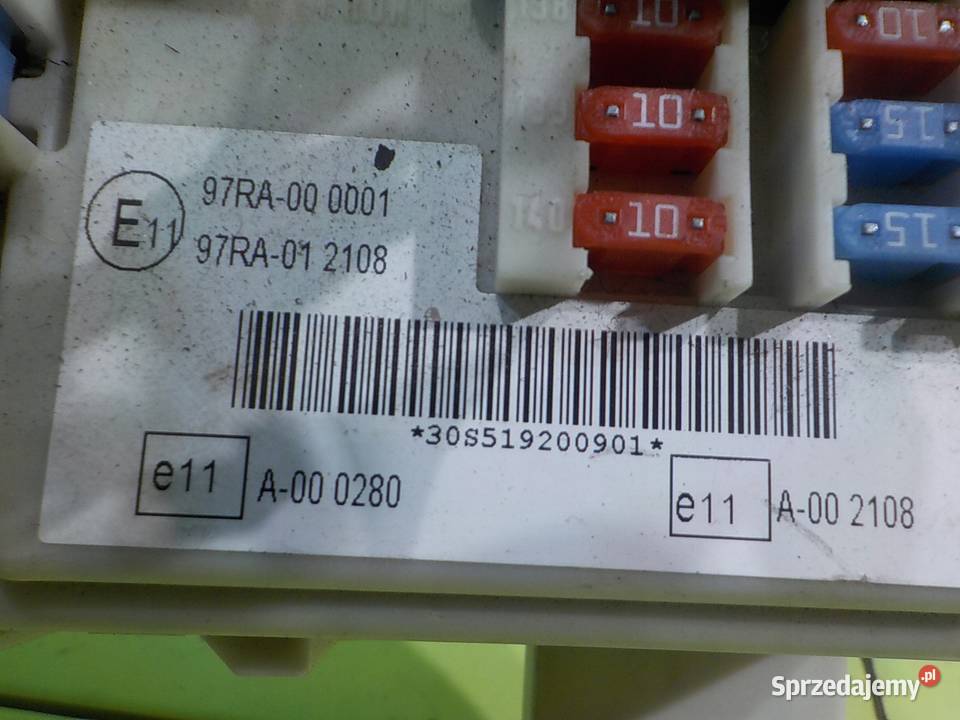 10
10
10
10
15
15
E11
97RA-00 0001
97RA-01 2108
*30S519200901*
e11 A-00 0280
e11 A-00 2108
Sprzedajemy.pl